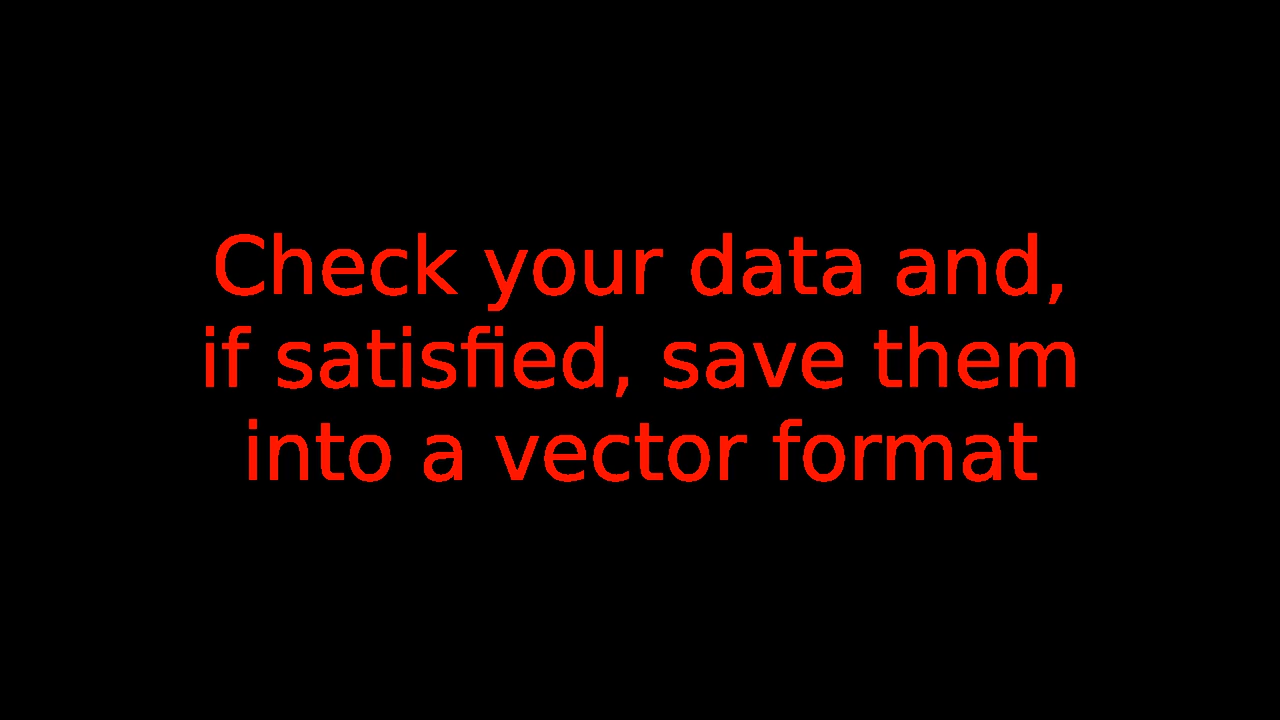 Check your data and,
if satisfied, save them
into a vector format